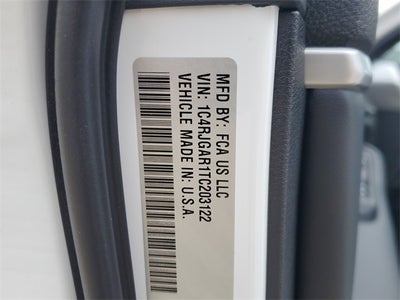 MFD BY: FCA US LLC
VIN: 1C4RJGAR1TC203122
VEHICLE MADE IN: U.S.A.